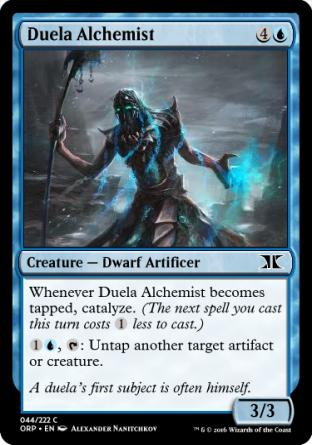 Duela Alchemist 4
Creature — Dwarf Artificer
Whenever Duela Alchemist becomes
tapped, catalyze. (The next spell you cast
this turn costs 1 less to cast.)
1, : Untap another target artifact
or creature.
A duela's first subject is often himself.
3/3
044/222 C
ORP • EN Alexander Nanitchkov
™ & © 2016 Wizards of the Coast